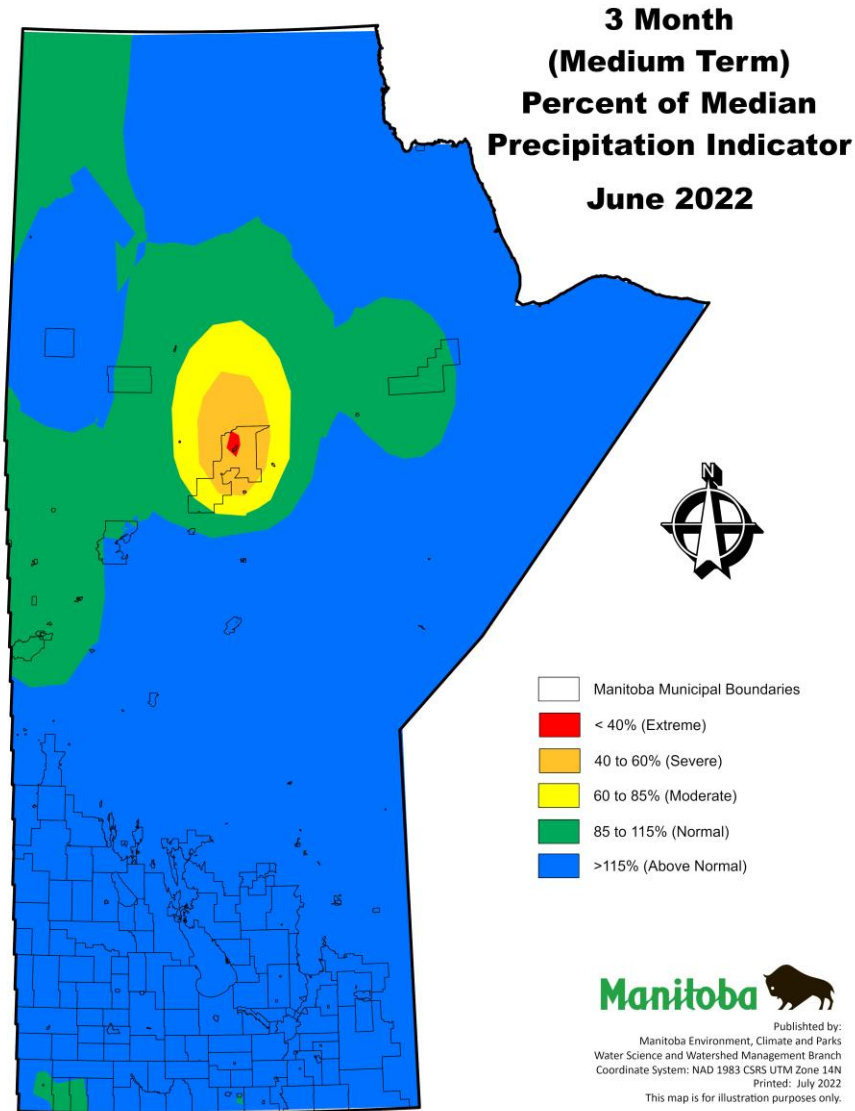 3 Month
(Medium Term)
Percent of Median
Precipitation Indicator
June 2022
N
Manitoba Municipal Boundaries
< 40% (Extreme)
40 to 60% (Severe)
60 to 85% (Moderate)
85 to 115% (Normal)
>115% (Above Normal)
Manitoba
Publishted by:
Manitoba Environment, Climate and Parks
Water Science and Watershed Management Branch
Coordinate System: NAD 1983 CSRS UTM Zone 14N
Printed: July 2022
This map is for illustration purposes only.